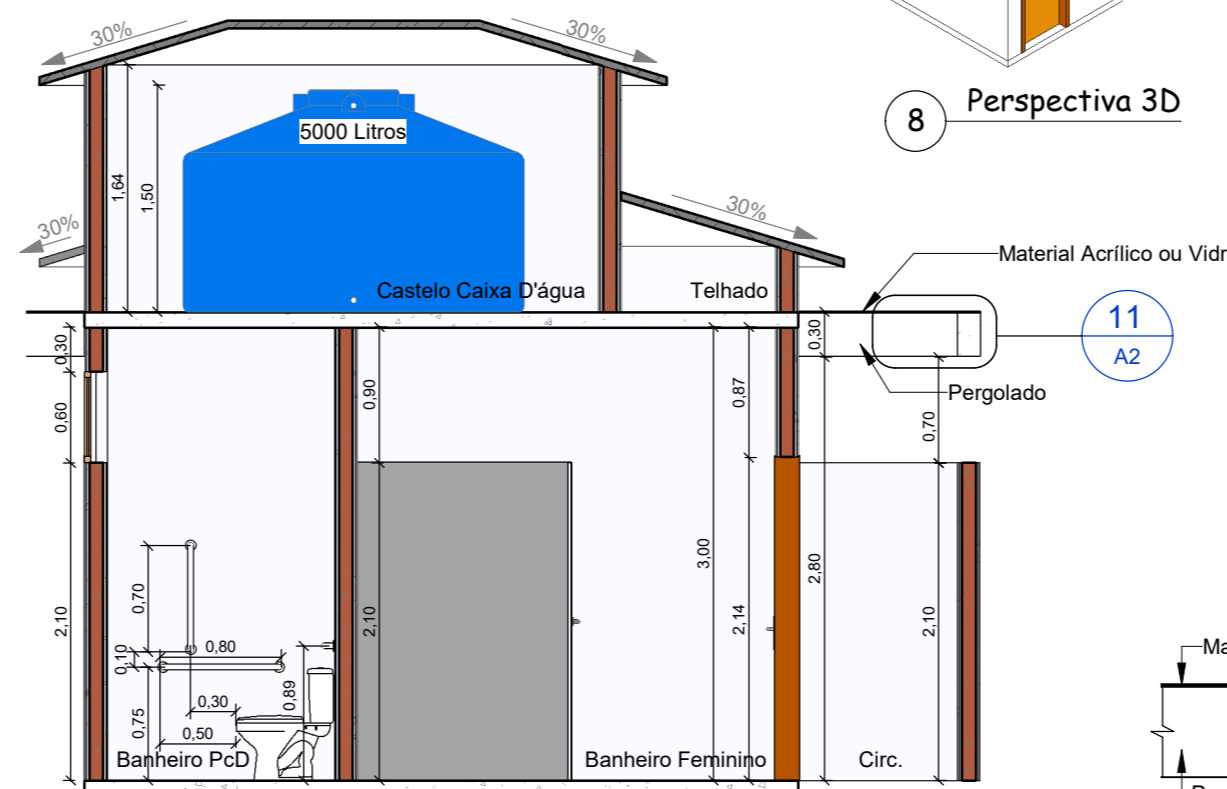 30%
30%
8
Perspectiva 3D
5000 Litros
1,64
1,50
30%
30%
Material Acrílico ou Vidr
Castelo Caixa D'água
Telhado
11
A2
0,30
0,30
0,60
0,90
0,87
Pergolado
0,70
3,00
2,80
2,10
0,70
0,10
0,80
2,10
2,14
2,10
0,89
0,30
0,75
0,50
Banheiro PcD
Banheiro Feminino
Circ.
Ma